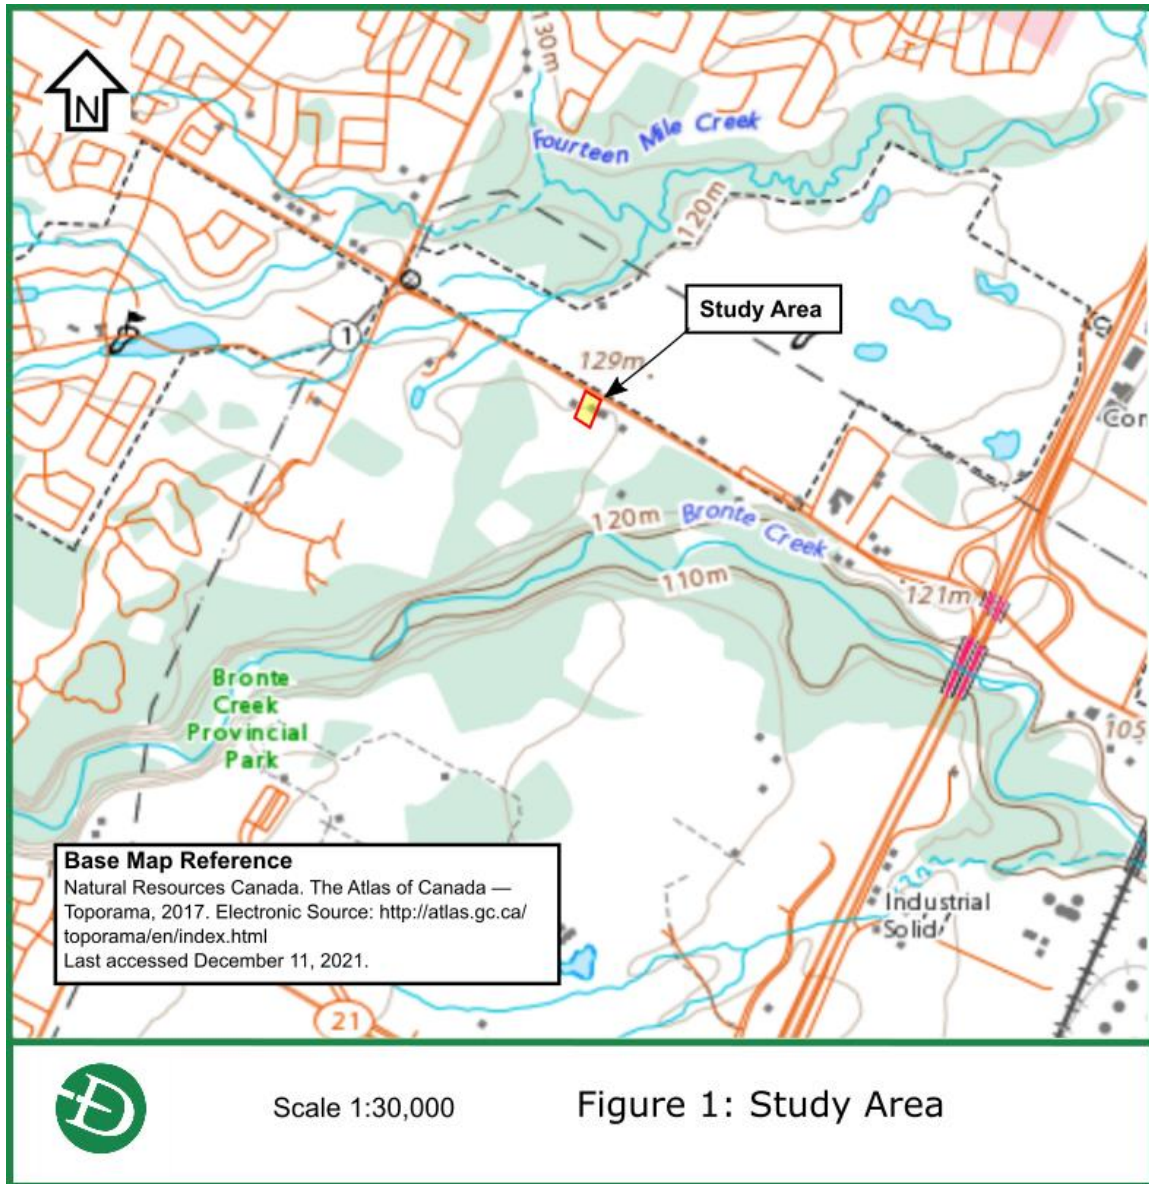 130m
N
Fourteen Mile Creek
120m
Study Area
1
129m
Con
120m
Bronte Creek
110m
121m
Bronte
Creek
Provincial
Park
105
Base Map Reference
Natural Resources Canada. The Atlas of Canada —
Toporama, 2017. Electronic Source: http://atlas.gc.ca/
toporama/en/index.html
Last accessed December 11, 2021.
Industrial
Solid
21
D
Scale 1:30,000
Figure 1: Study Area